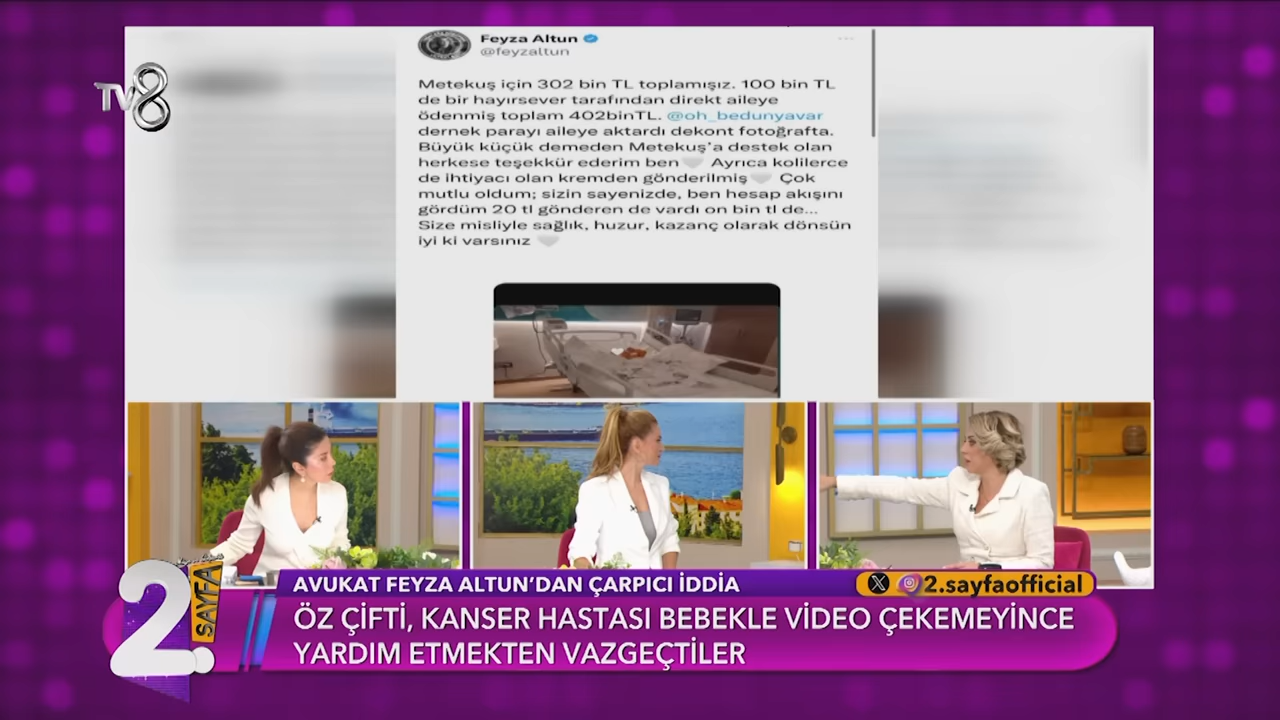 Feyza Altun
@feyzaltun
TV8
Metekuş için 302 bin TL toplamışız. 100 bin TL
de bir hayırsever tarafından direkt aileye
ödenmiş toplam 402binTL. @oh_bedunyavar
dernek parayı aileye aktardı dekont fotoğrafta.
Büyük küçük demeden Metekuş'a destek olan
herkese teşekkür ederim ben🤍 Ayrıca kolilerce
de ihtiyacı olan kremden gönderilmiş🤍 Çok
mutlu oldum; sizin sayenizde, ben hesap akışını
gördüm 20 tl gönderen de vardı on bin tl de...
Size misliyle sağlık, huzur, kazanç olarak dönsün
iyi ki varsınız 🤍
2. SAYFA
AVUKAT FEYZA ALTUN'DAN ÇARPICI İDDİA
2.sayfaofficial
ÖZ ÇİFTİ, KANSER HASTASI BEBEKLE VİDEO ÇEKEMEYİNCE
YARDIM ETMEKTEN VAZGEÇTİLER